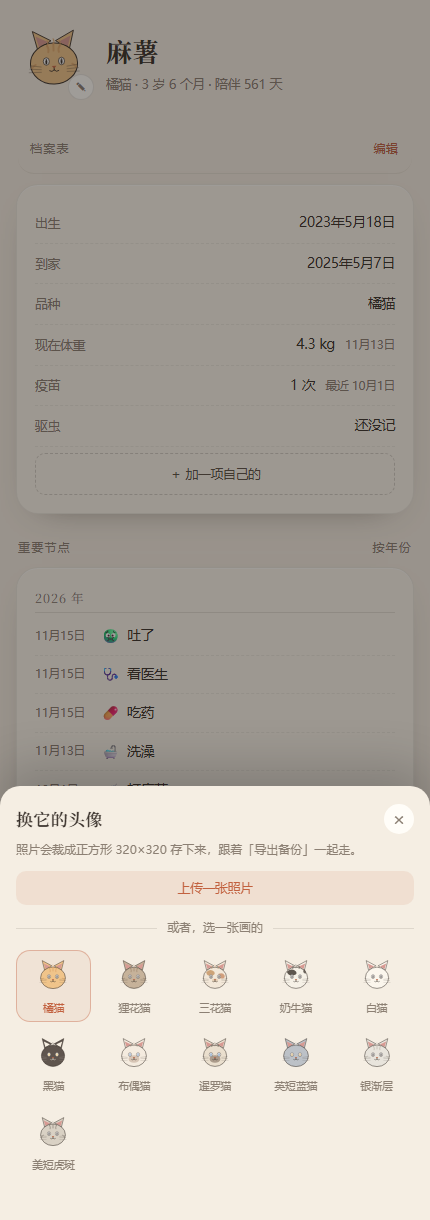 麻薯
橘猫 · 3 岁 6 个月 · 陪伴 561 天
档案表 编辑
出生 2023年5月18日
到家 2025年5月7日
品种 橘猫
现在体重 4.3 kg 11月13日
疫苗 1 次 最近 10月1日
驱虫 还没记
+ 加一项自己的
重要节点 按年份
2026 年
11月15日 吐了
11月15日 看医生
11月15日 吃药
11月13日 洗澡
换它的头像
×
照片会裁成正方形 320×320 存下来，跟着「导出备份」一起走。
上传一张照片
或者，选一张画的
橘猫 狸花猫 三花猫 奶牛猫 白猫
黑猫 布偶猫 暹罗猫 英短蓝猫 银渐层
美短虎斑